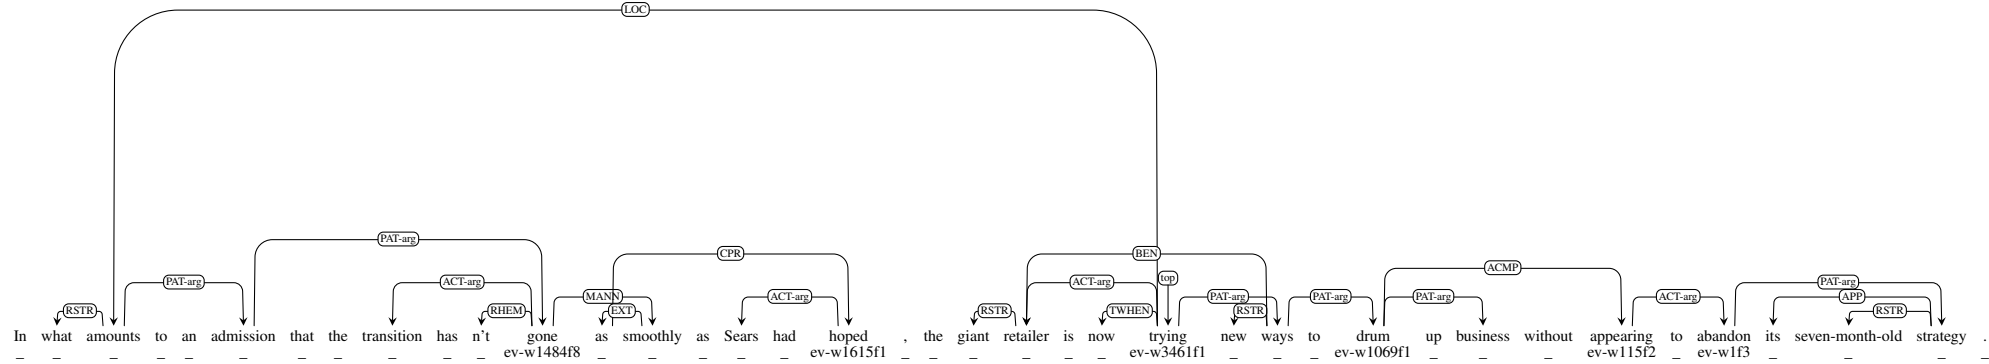 LOC
PAT-arg
CPR BEN
ACMP
PAT-arg ACT-arg ACT-arg top PAT-arg
MANN ACT-arg PAT-arg PAT-arg PAT-arg ACT-arg APP
RSTR RHEM EXT RSTR TWHEN RSTR RSTR
In what amounts to an admission that the transition has n't gone as smoothly as Sears had hoped , the giant retailer is now trying new ways to drum up business without appearing to abandon its seven-month-old strategy .
_ _ _ _ _ _ _ _ _ _ _ ev-w1484f8 _ _ _ _ _ ev-w1615f1 _ _ _ _ _ _ ev-w3461f1 _ _ _ ev-w1069f1 _ _ _ ev-w115f2 _ ev-w1f3 _ _ _ _